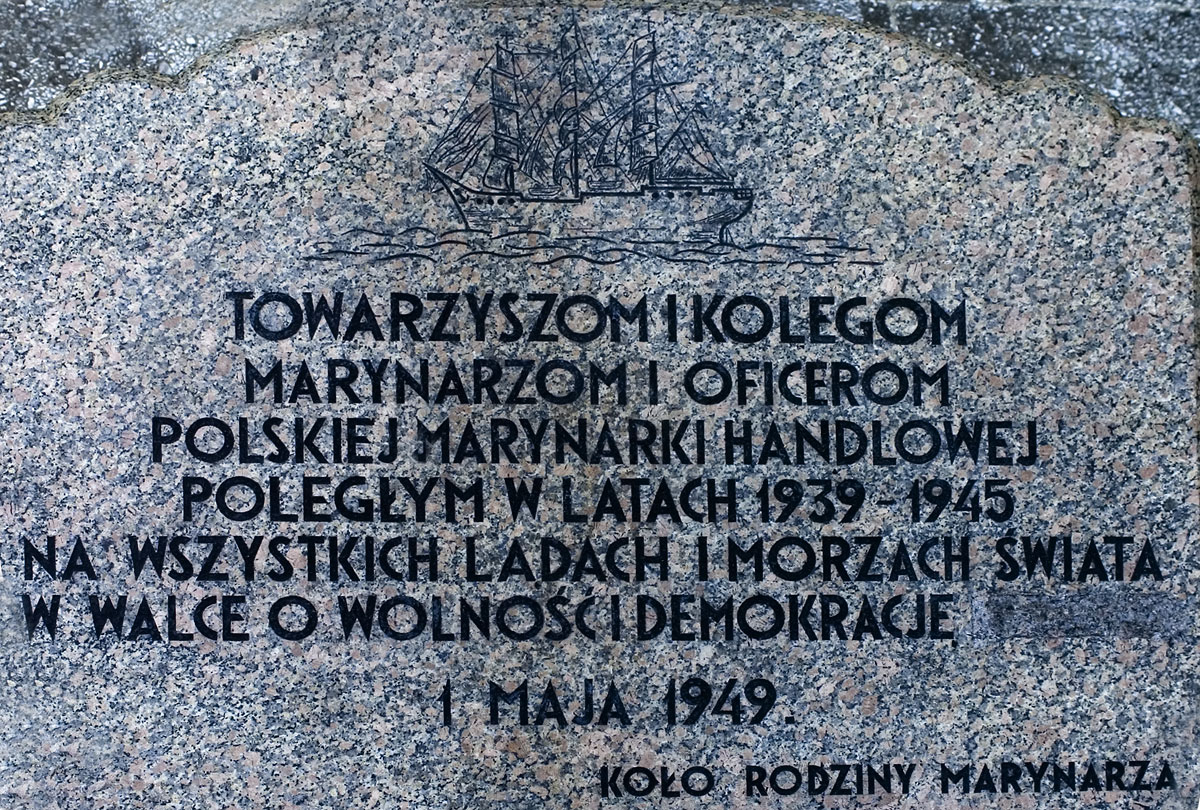 TOWARZYSZOM I KOLEGOM
MARYNARZOM I OFICEROM
POLSKIEJ MARYNARKI HANDLOWEJ
POLEGŁYM W LATACH 1939-1945
NA WSZYSTKICH LADACH I MORZACH SWIATA
W WALCE O WOLNOŚĆ I DEMOKRACJE
1 MAJA 1949.
KOŁO RODZINY MARYNARZA